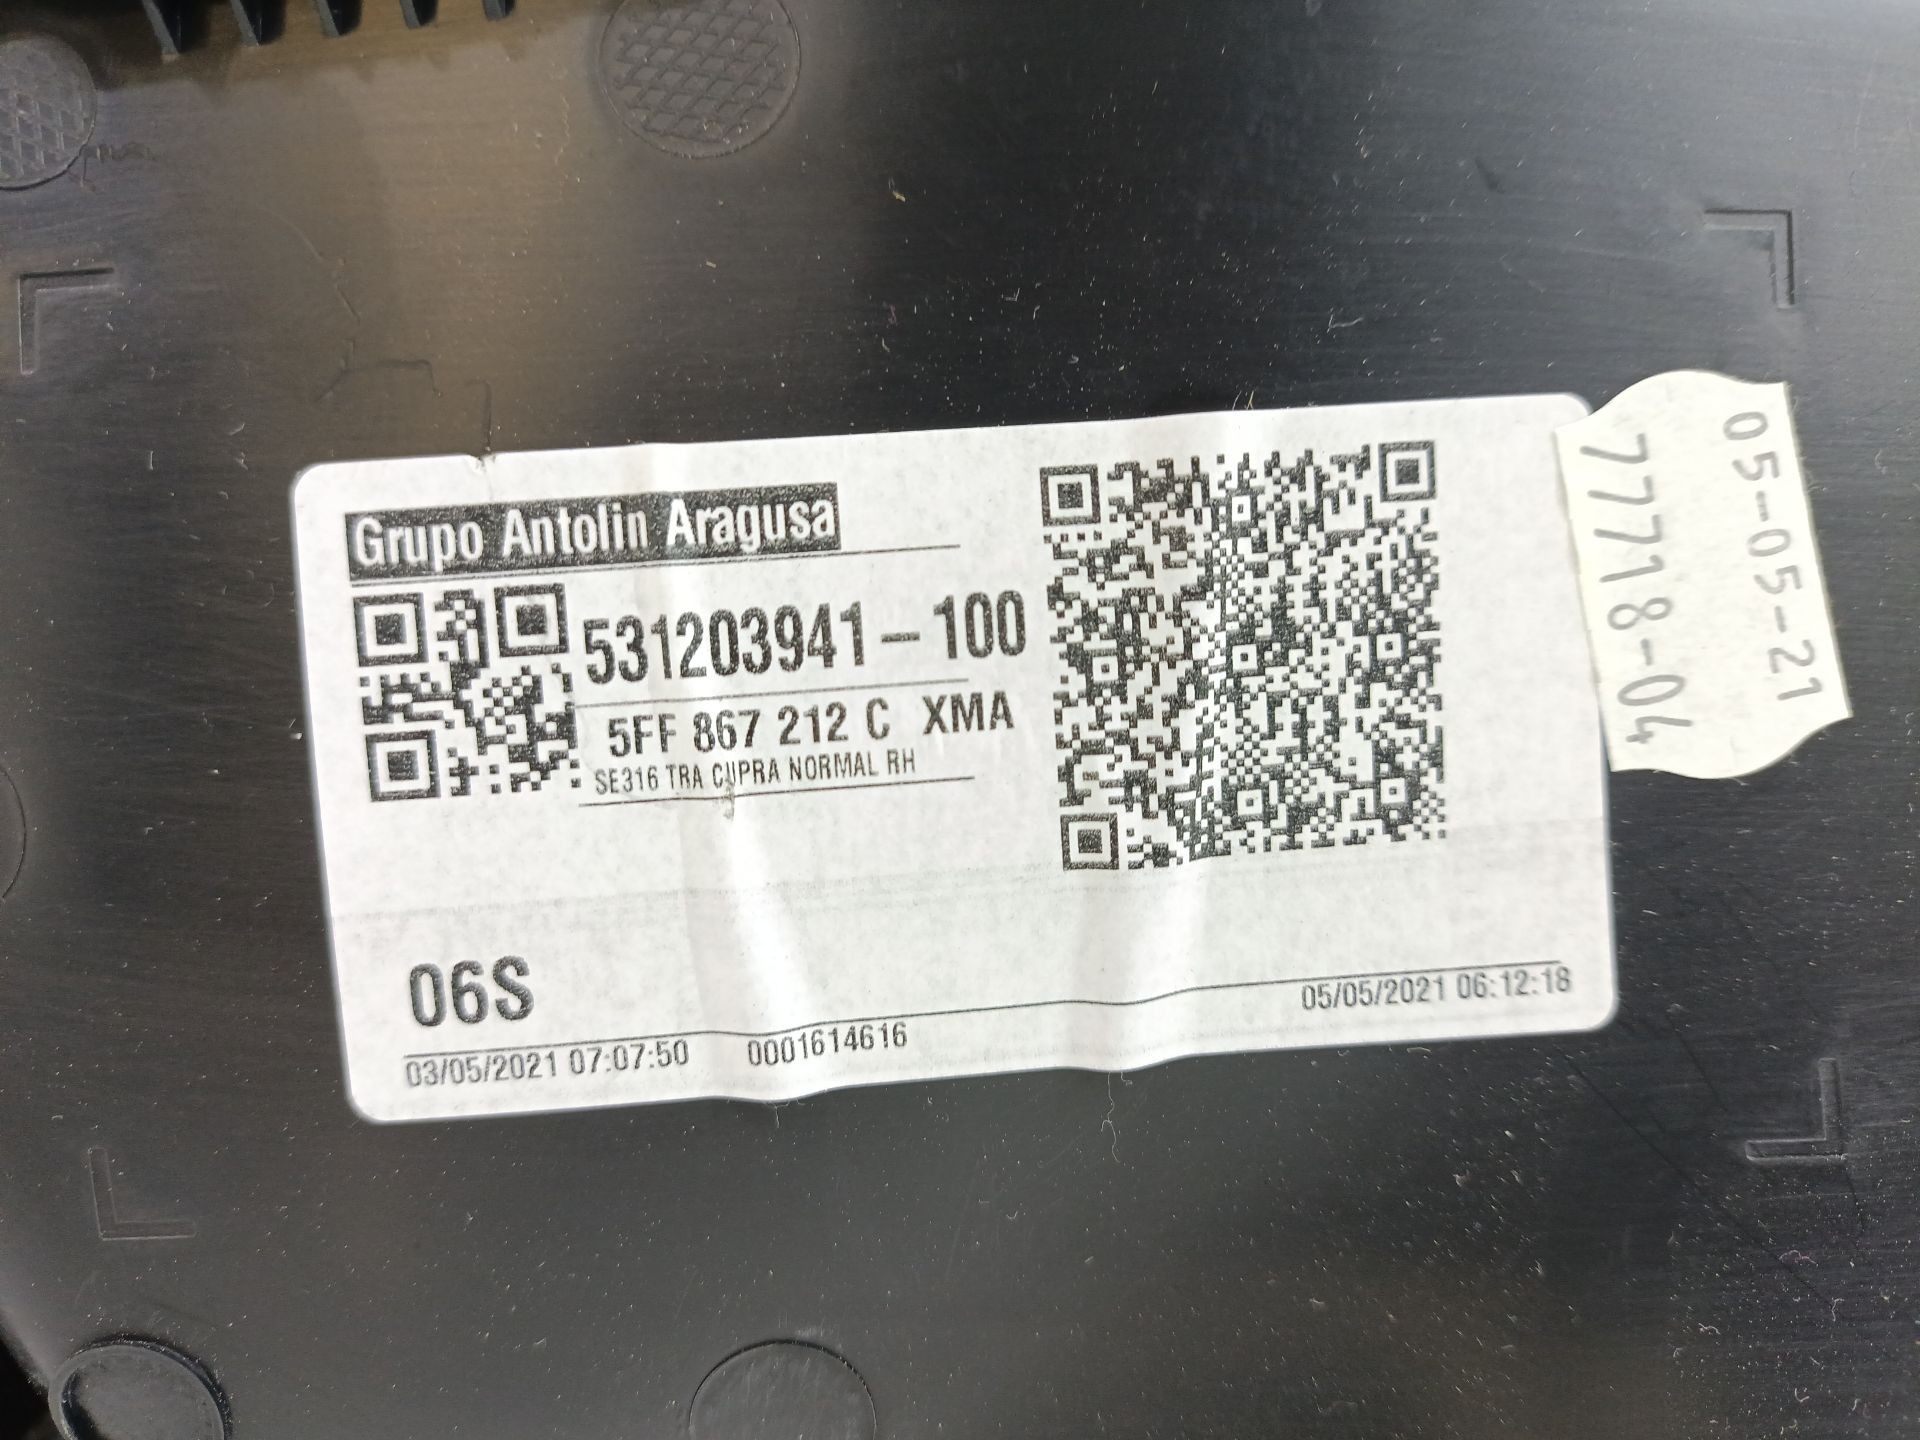 Grupo Antolin Aragusa
531203941-100
5FF 867 212 C XMA
SE316 TRA CUPRA NORMAL RH
06S
03/05/2021 07:07:50 0001614616 05/05/2021 06:12:18
05-05-21
77718-04